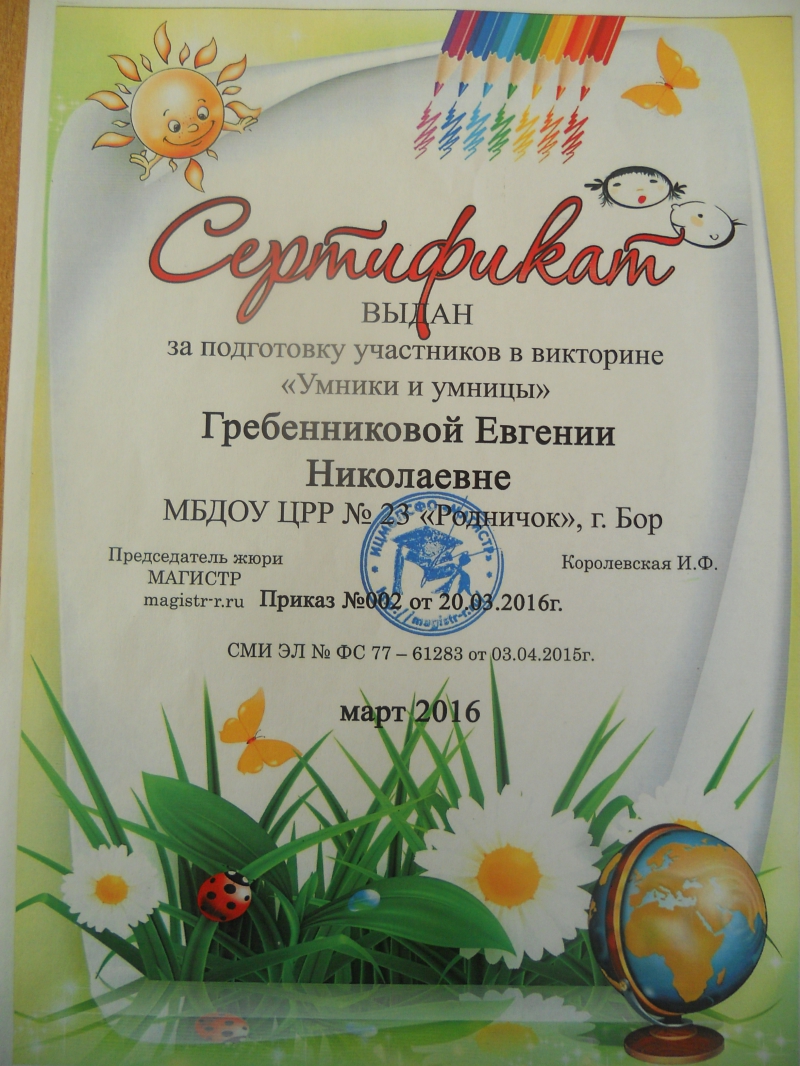 Сертификат
ВЫДАН
за подготовку участников в викторине
«Умники и умницы»
Гребенниковой Евгении
Николаевне
МБДОУ ЦРР № 23 «Родничок», г. Бор
Председатель жюри
МАГИСТР
magistr-r.ru
Королевская И.Ф.
Приказ №002 от 20.03.2016г.
СМИ ЭЛ № ФС 77 – 61283 от 03.04.2015г.
март 2016